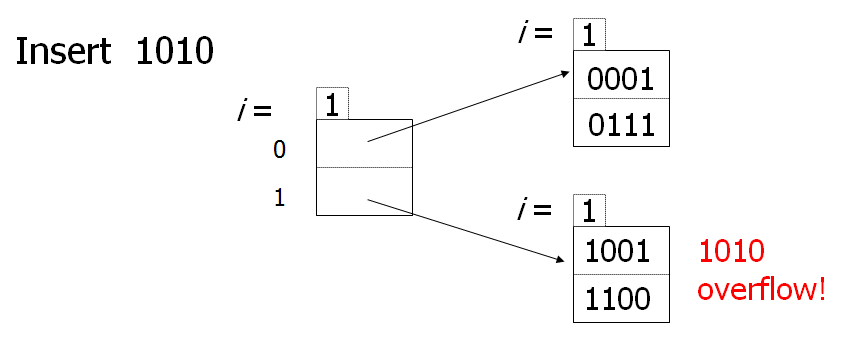 Insert 1010
i = 1
0
1
i = 1
0001
0111
i = 1
1001
1100
1010
overflow!